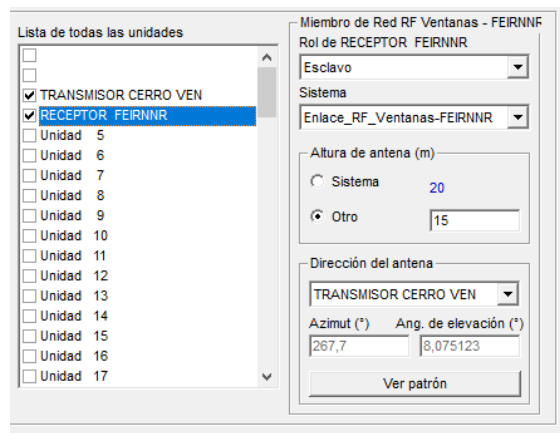 Lista de todas las unidades
TRANSMISOR CERRO VEN
RECEPTOR FEIRNNR
Unidad 5
Unidad 6
Unidad 7
Unidad 8
Unidad 9
Unidad 10
Unidad 11
Unidad 12
Unidad 13
Unidad 14
Unidad 15
Unidad 16
Unidad 17
Miembro de Red RF Ventanas - FEIRNNR
Rol de RECEPTOR FEIRNNR
Esclavo
Sistema
Enlace_RF_Ventanas-FEIRNNR
Altura de antena (m)
Sistema 20
Otro 15
Dirección del antena
TRANSMISOR CERRO VEN
Azimut (°) Ang. de elevación (°)
267,7 8,075123
Ver patrón